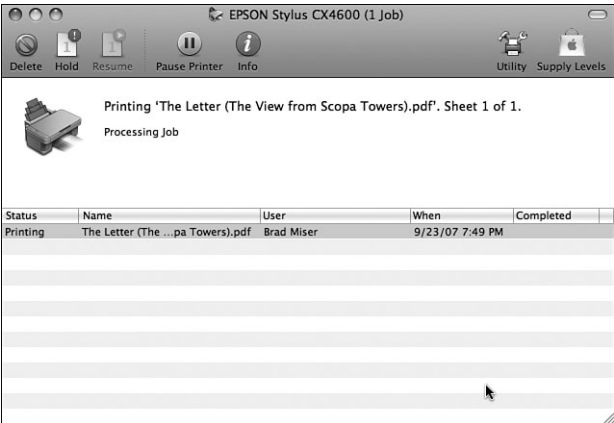 EPSON Stylus CX4600 (1 Job)
Delete Hold Resume Pause Printer Info Utility Supply Levels
Printing 'The Letter (The View from Scopa Towers).pdf'. Sheet 1 of 1.
Processing Job
Status Name User When Completed
Printing The Letter (The ...pa Towers).pdf Brad Miser 9/23/07 7:49 PM